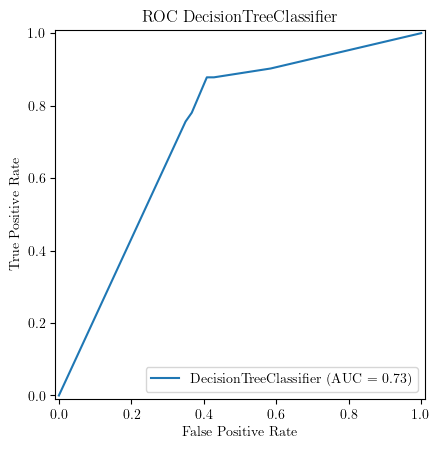 ROC DecisionTreeClassifier
1.0
0.8
0.6
0.4
0.2
0.0
True Positive Rate
DecisionTreeClassifier (AUC = 0.73)
0.0 0.2 0.4 0.6 0.8 1.0
False Positive Rate